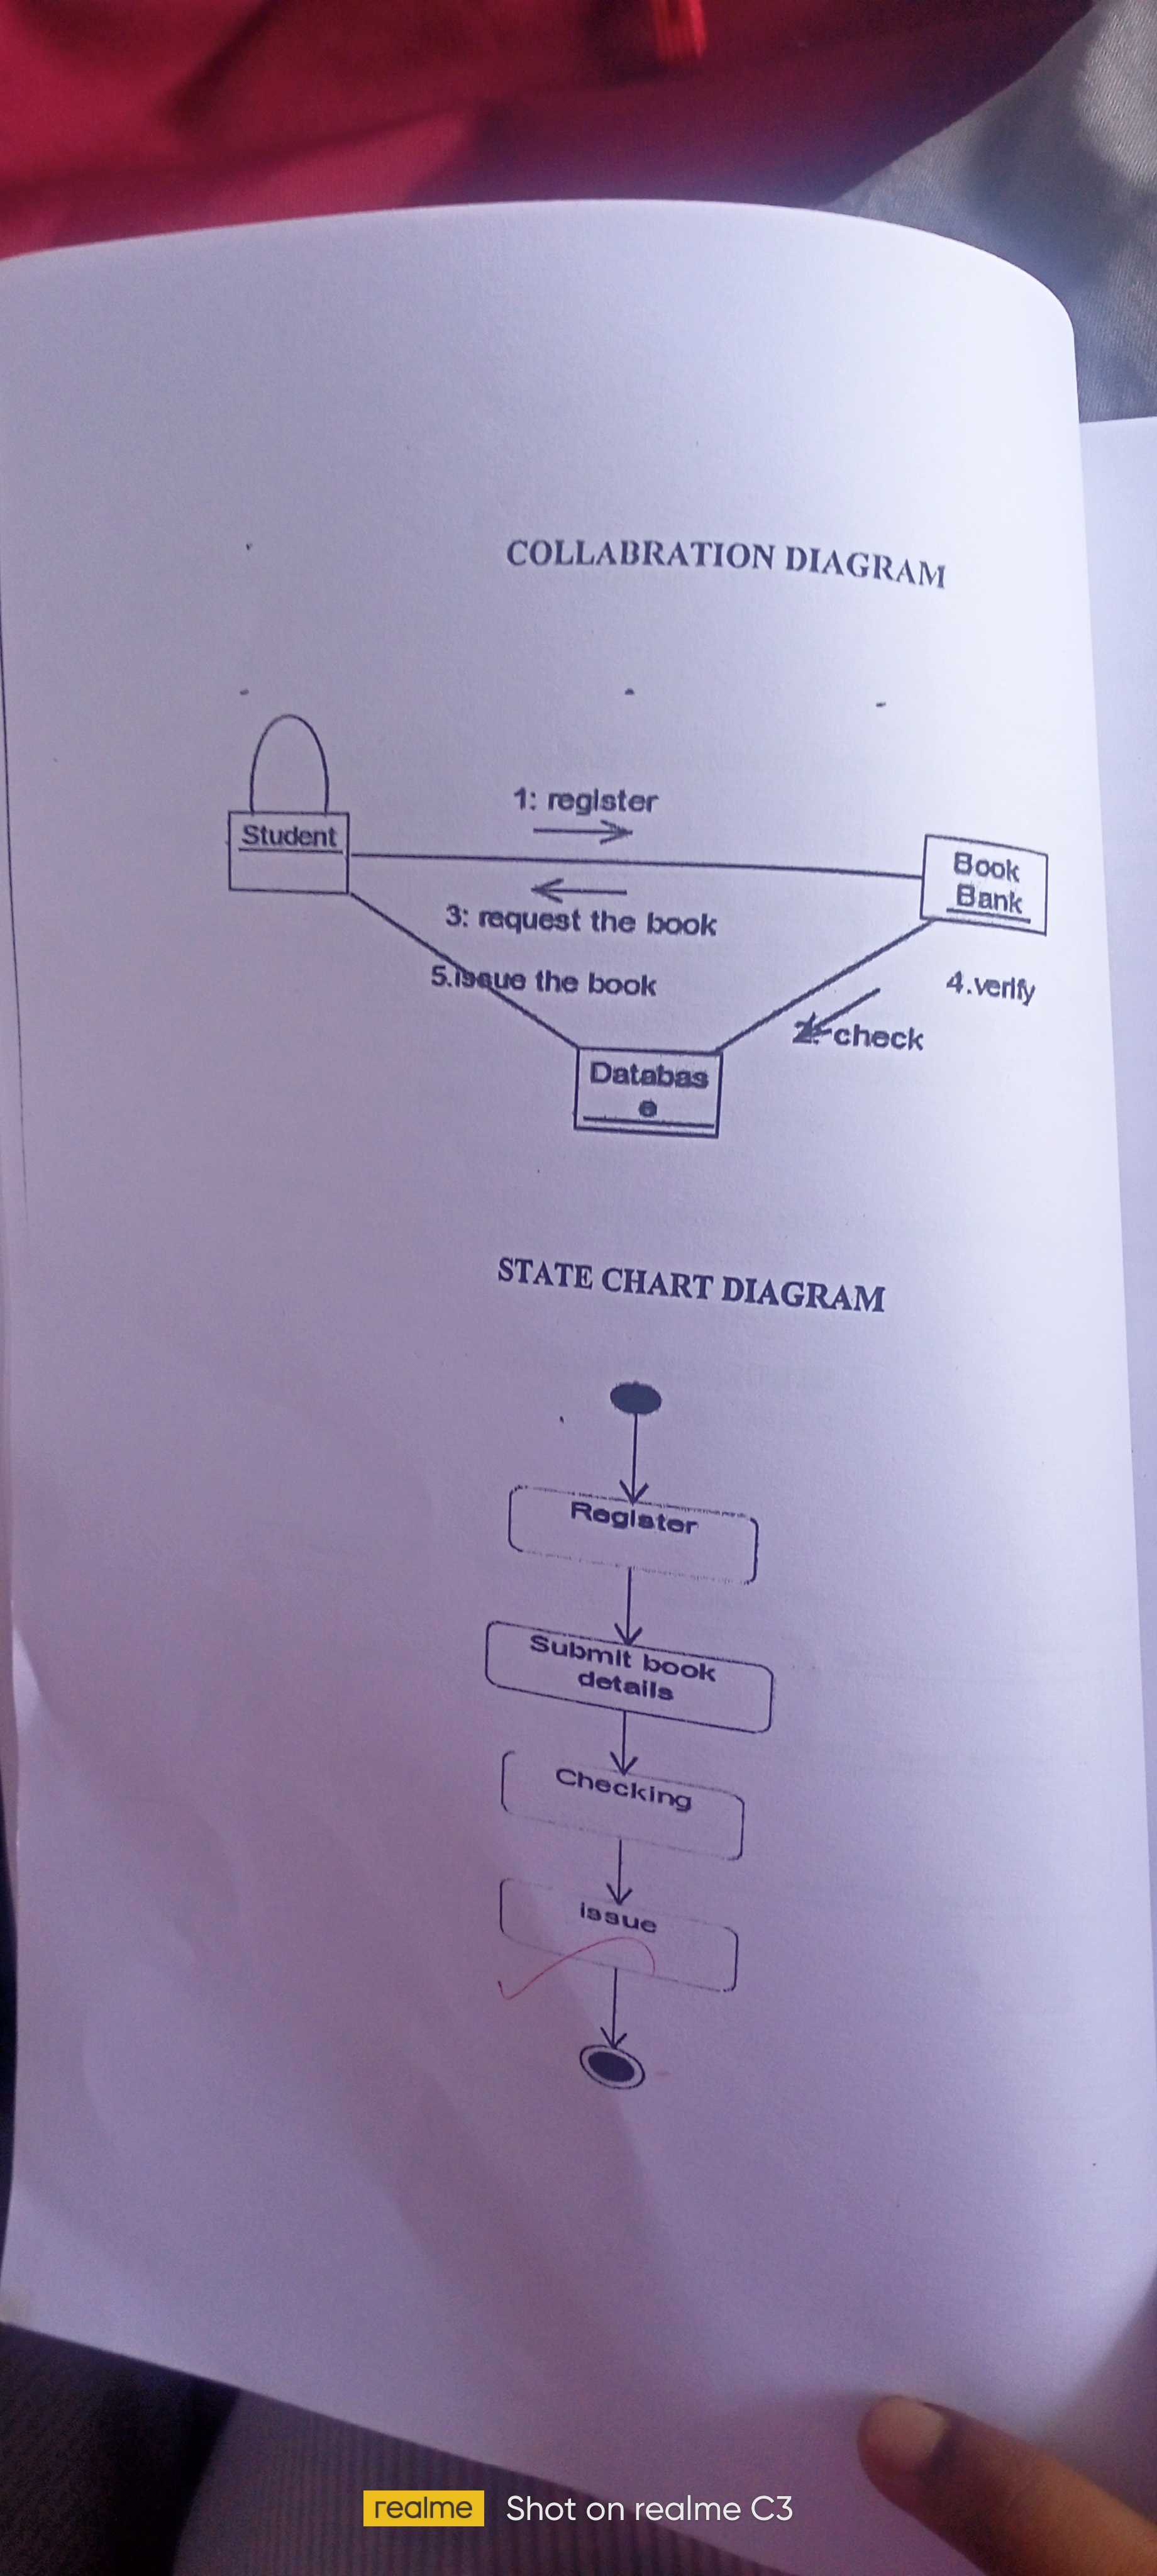 COLLABRATION DIAGRAM
1: register
Student
Book
Bank
3: request the book
5.issue the book
4.verify
2: check
Databas
e
STATE CHART DIAGRAM
Register
Submit book
details
Checking
issue
realme Shot on realme C3